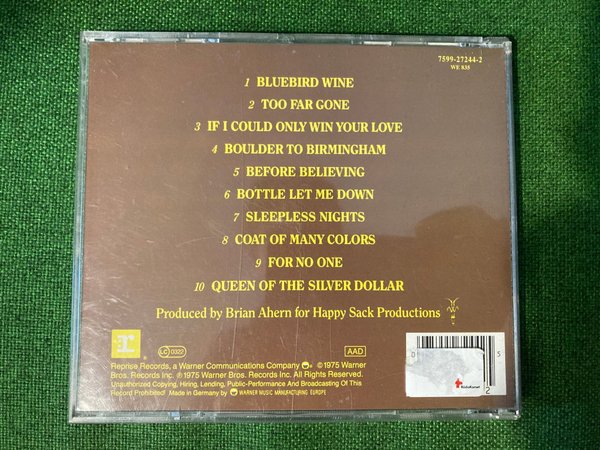 7599-27244-2
WE 835
1 BLUEBIRD WINE
2 TOO FAR GONE
3 IF I COULD ONLY WIN YOUR LOVE
4 BOULDER TO BIRMINGHAM
5 BEFORE BELIEVING
6 BOTTLE LET ME DOWN
7 SLEEPLESS NIGHTS
8 COAT OF MANY COLORS
9 FOR NO ONE
10 QUEEN OF THE SILVER DOLLAR
Produced by Brian Ahern for Happy Sack Productions
r
LC 0322
AAD
Reprise Records, a Warner Communications Company ©1975 Warner
Bros. Records Inc. ℗1975 Warner Bros. Records Inc. All Rights Reserved.
Unauthorized Copying, Hiring, Lending, Public-Performance And Broadcasting Of This
Record Prohibited! Made in Germany by WARNER MUSIC MANUFACTURING EUROPE
0
5
2